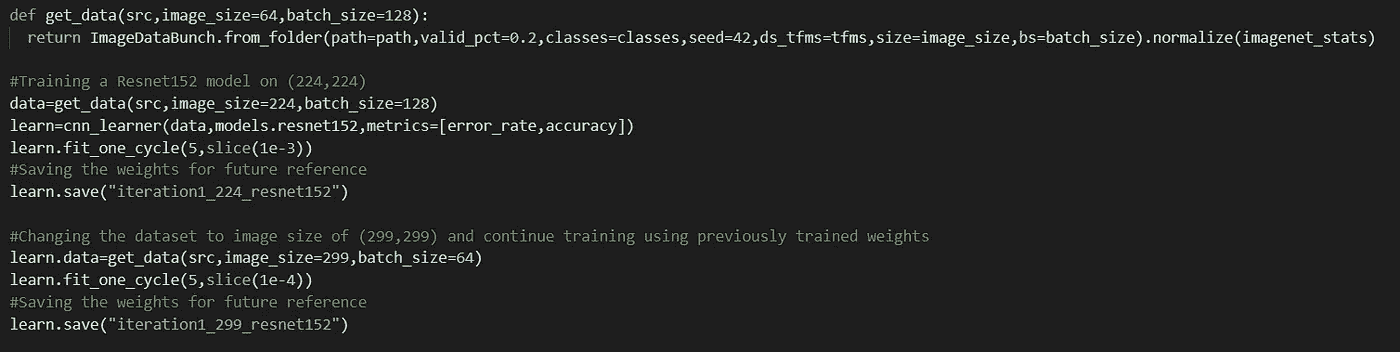 def get_data(src,image_size=64,batch_size=128):
  return ImageDataBunch.from_folder(path=path,valid_pct=0.2,classes=classes,seed=42,ds_tfms=tfms,size=image_size,bs=batch_size).normalize(imagenet_stats)

#Training a Resnet152 model on (224,224)
data=get_data(src,image_size=224,batch_size=128)
learn=cnn_learner(data,models.resnet152,metrics=[error_rate,accuracy])
learn.fit_one_cycle(5,slice(1e-3))
#Saving the weights for future reference
learn.save("iteration1_224_resnet152")

#Changing the dataset to image size of (299,299) and continue training using previously trained weights
learn.data=get_data(src,image_size=299,batch_size=64)
learn.fit_one_cycle(5,slice(1e-4))
#Saving the weights for future reference
learn.save("iteration1_299_resnet152")